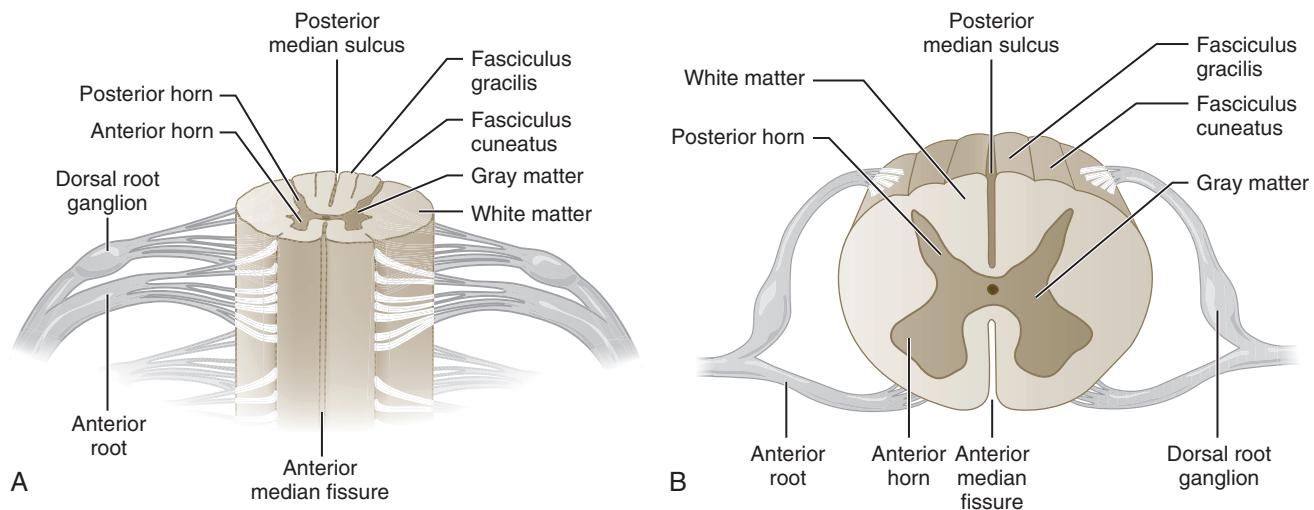 Posterior
median sulcus
Fasciculus
gracilis
Posterior horn
Anterior horn
Fasciculus
cuneatus
Gray matter
Dorsal root
ganglion
White matter
Anterior
root
Anterior
median fissure
A
Posterior
median sulcus
Fasciculus
gracilis
White matter
Fasciculus
cuneatus
Posterior horn
Gray matter
Anterior
root
Anterior
horn
Anterior
median
fissure
Dorsal root
ganglion
B